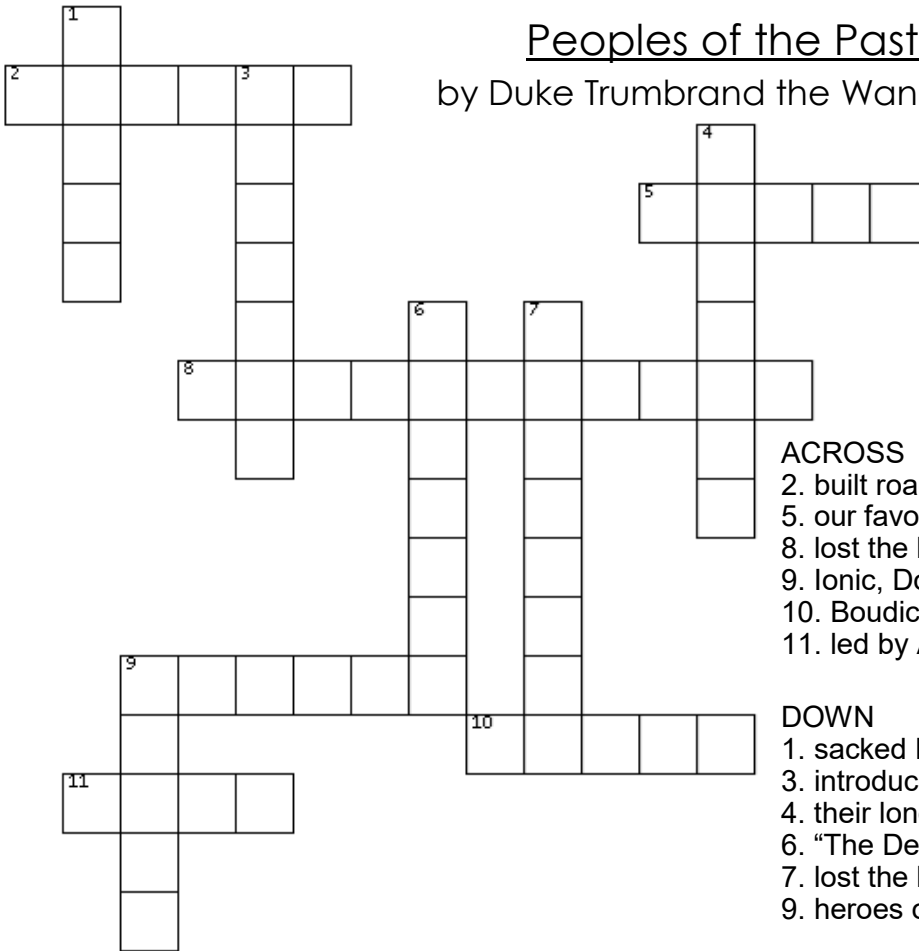 1
Peoples of the Past
2 3
by Duke Trumbrand the Wan
4
5
6 7
8
ACROSS
2. built roa
5. our favo
8. lost the
9. Ionic, Do
10. Boudic
11. led by
9
DOWN
10
1. sacked
11
3. introduc
4. their lon
6. “The De
7. lost the
9. heroes